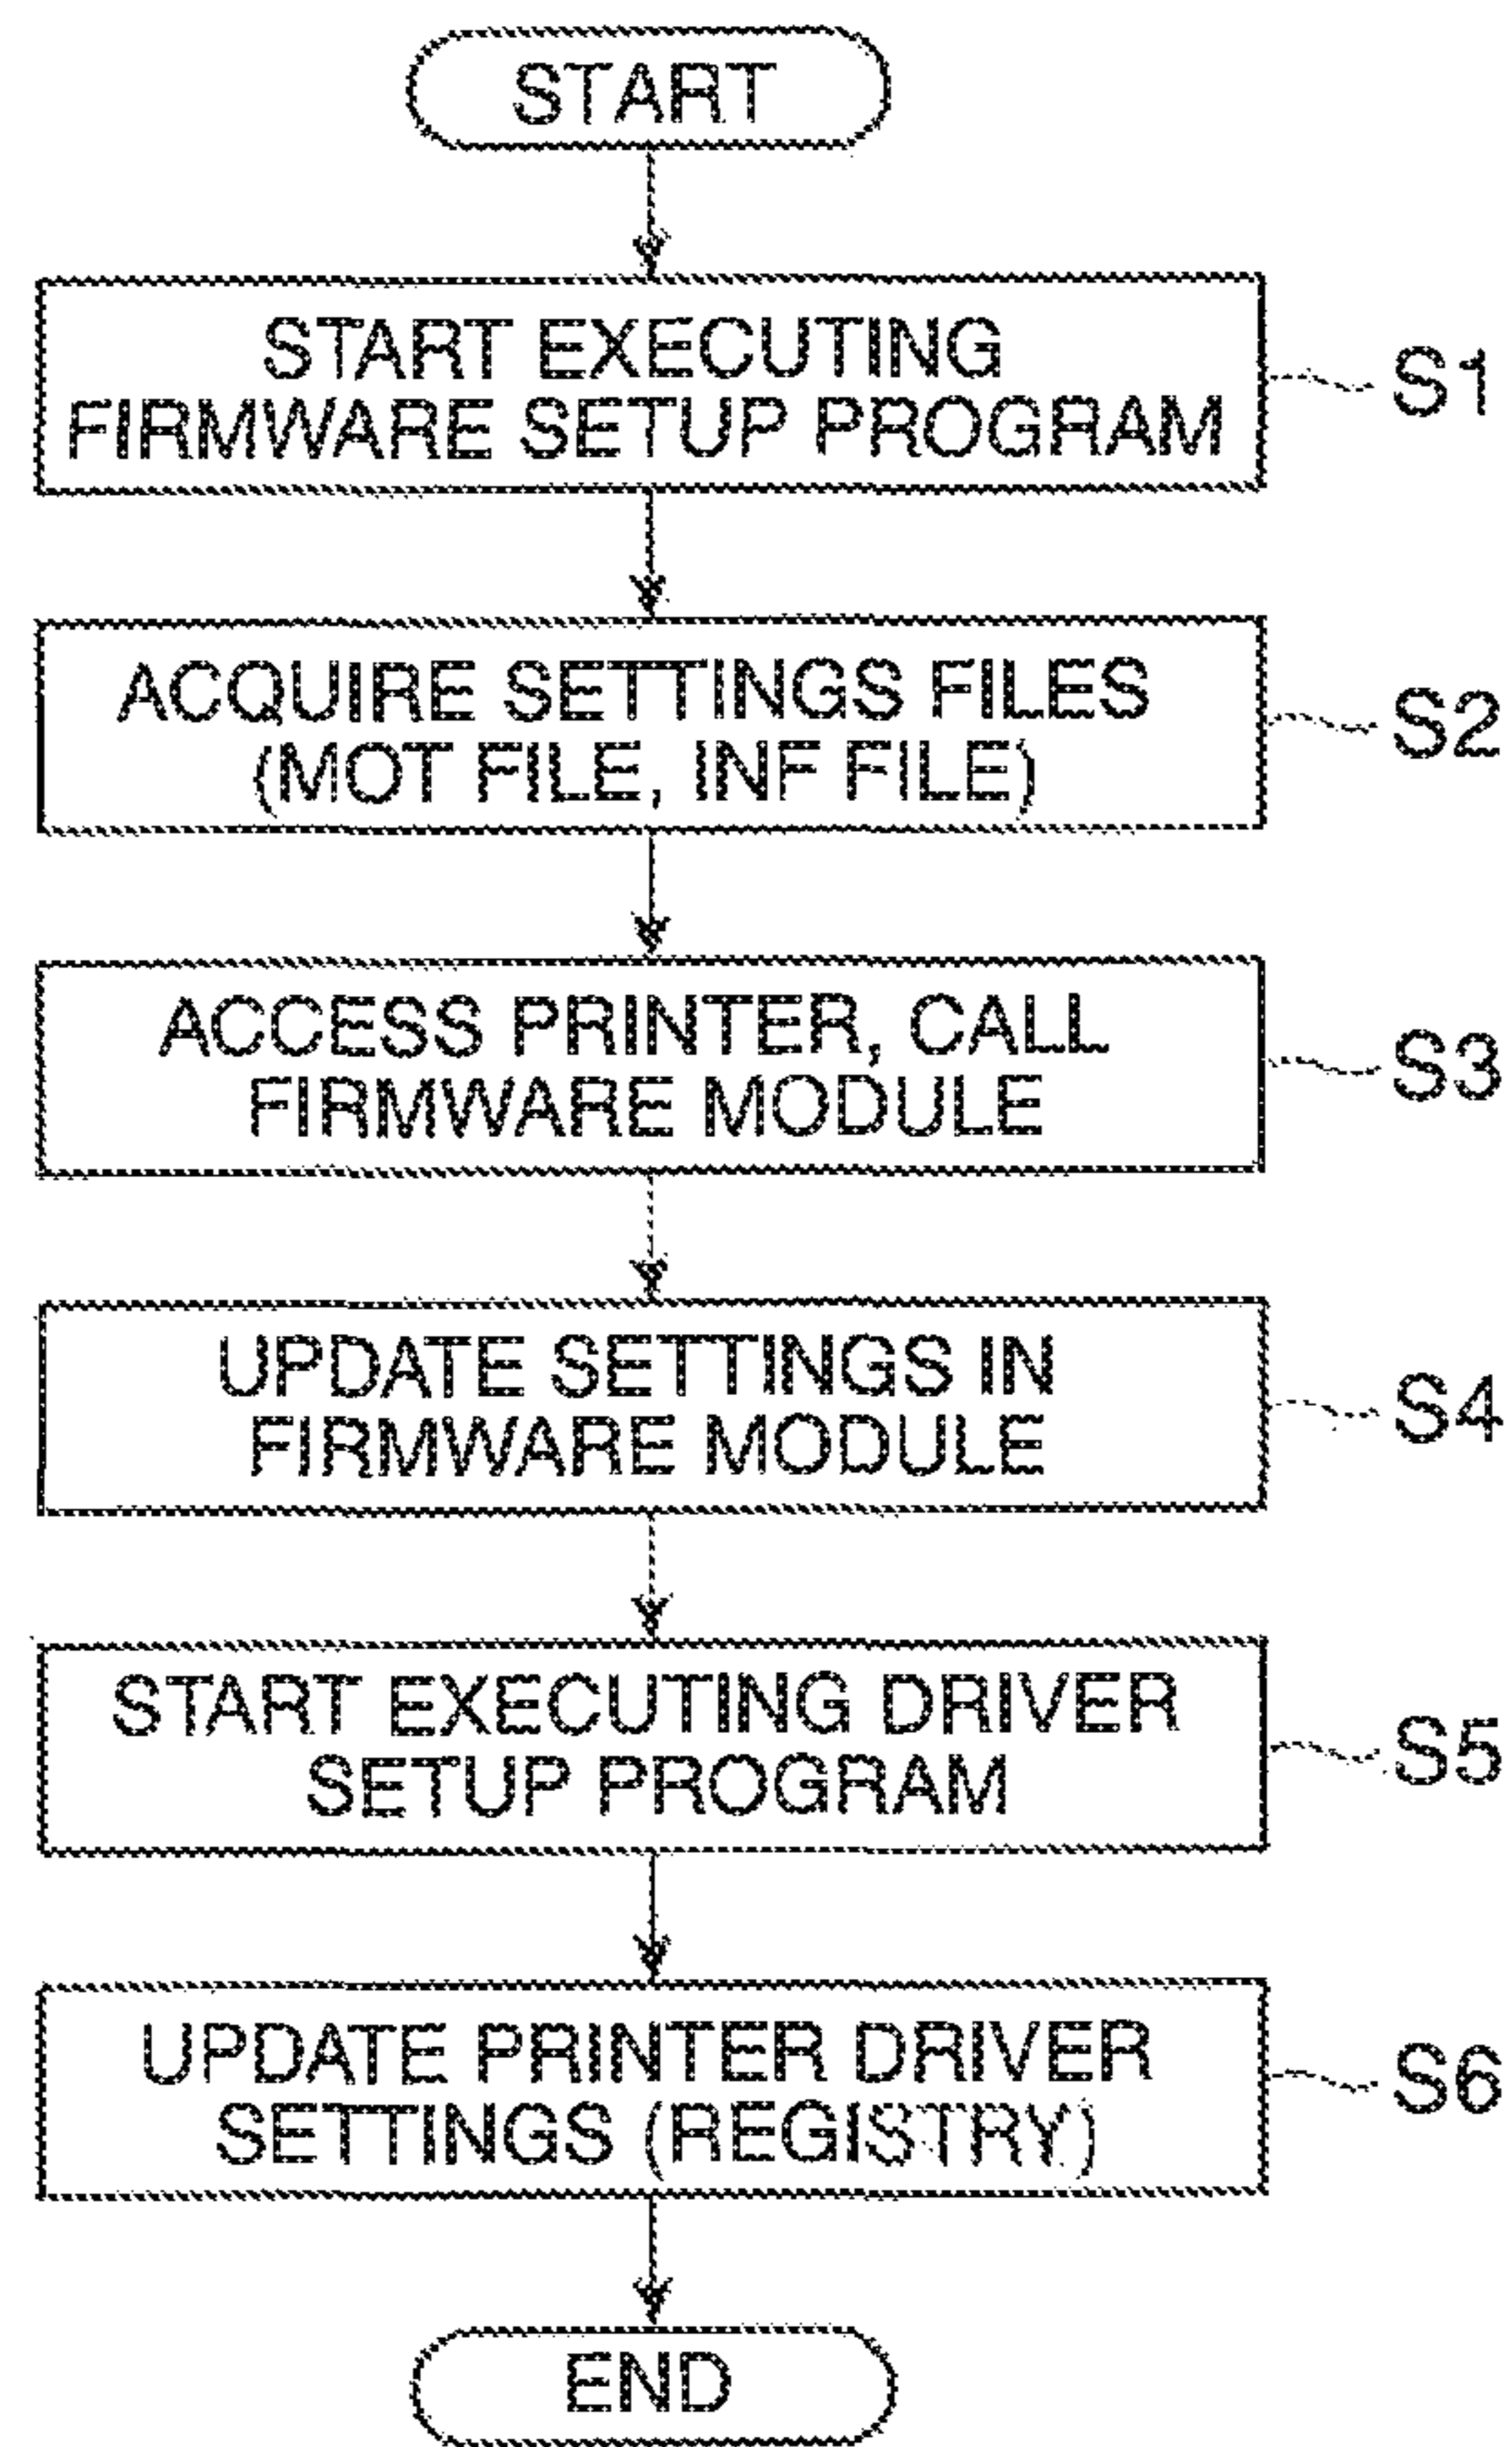 START
START EXECUTING
FIRMWARE SETUP PROGRAM
S1
ACQUIRE SETTINGS FILES
(MOT FILE, INF FILE)
S2
ACCESS PRINTER, CALL
FIRMWARE MODULE
S3
UPDATE SETTINGS IN
FIRMWARE MODULE
S4
START EXECUTING DRIVER
SETUP PROGRAM
S5
UPDATE PRINTER DRIVER
SETTINGS (REGISTRY)
S6
END